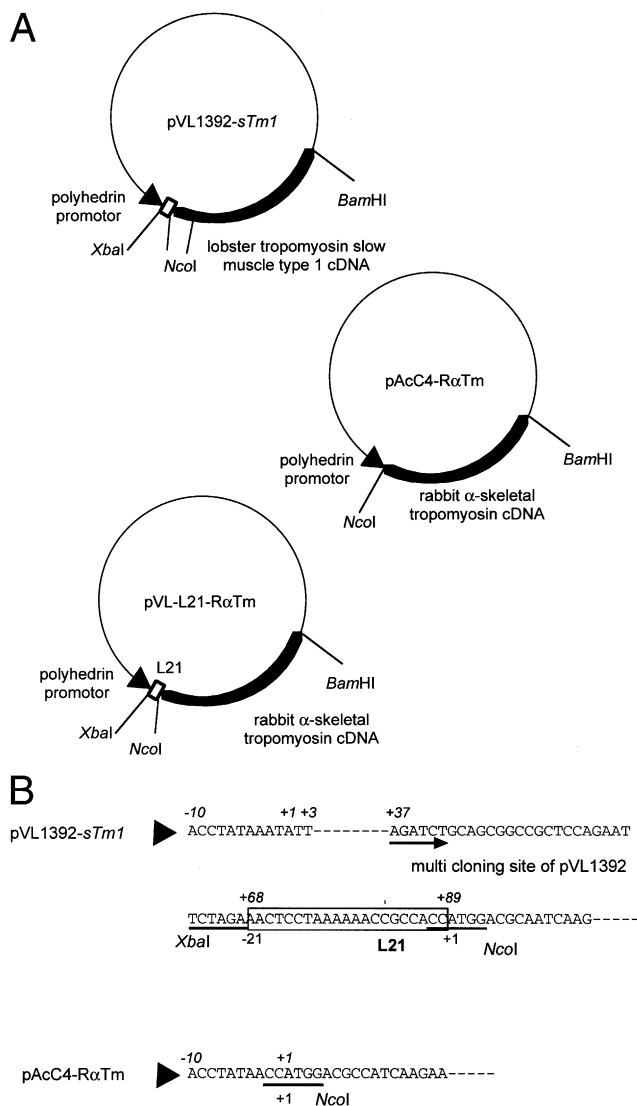 A
pVL1392-sTm1
polyhedrin
promotor
BamHI
XbaI
NcoI
lobster tropomyosin slow
muscle type 1 cDNA
pAcC4-RαTm
polyhedrin
promotor
BamHI
NcoI
rabbit α-skeletal
tropomyosin cDNA
pVL-L21-RαTm
L21
polyhedrin
promotor
BamHI
XbaI
NcoI
rabbit α-skeletal
tropomyosin cDNA
B
-10 +1 +3 +37
pVL1392-sTm1 ACCTATAAATATT--------AGATCTGCAGCGGCCGCTCCAGAAT
multi cloning site of pVL1392
+68 +89
TCTAGAAACTCCTAAAAAACCGCCACCATGGACGCAATCAAG-----
XbaI -21 L21 +1 NcoI
-10 +1
pAcC4-RαTm ACCTATAACCATGGACGCCATCAAGAA-----
+1 NcoI